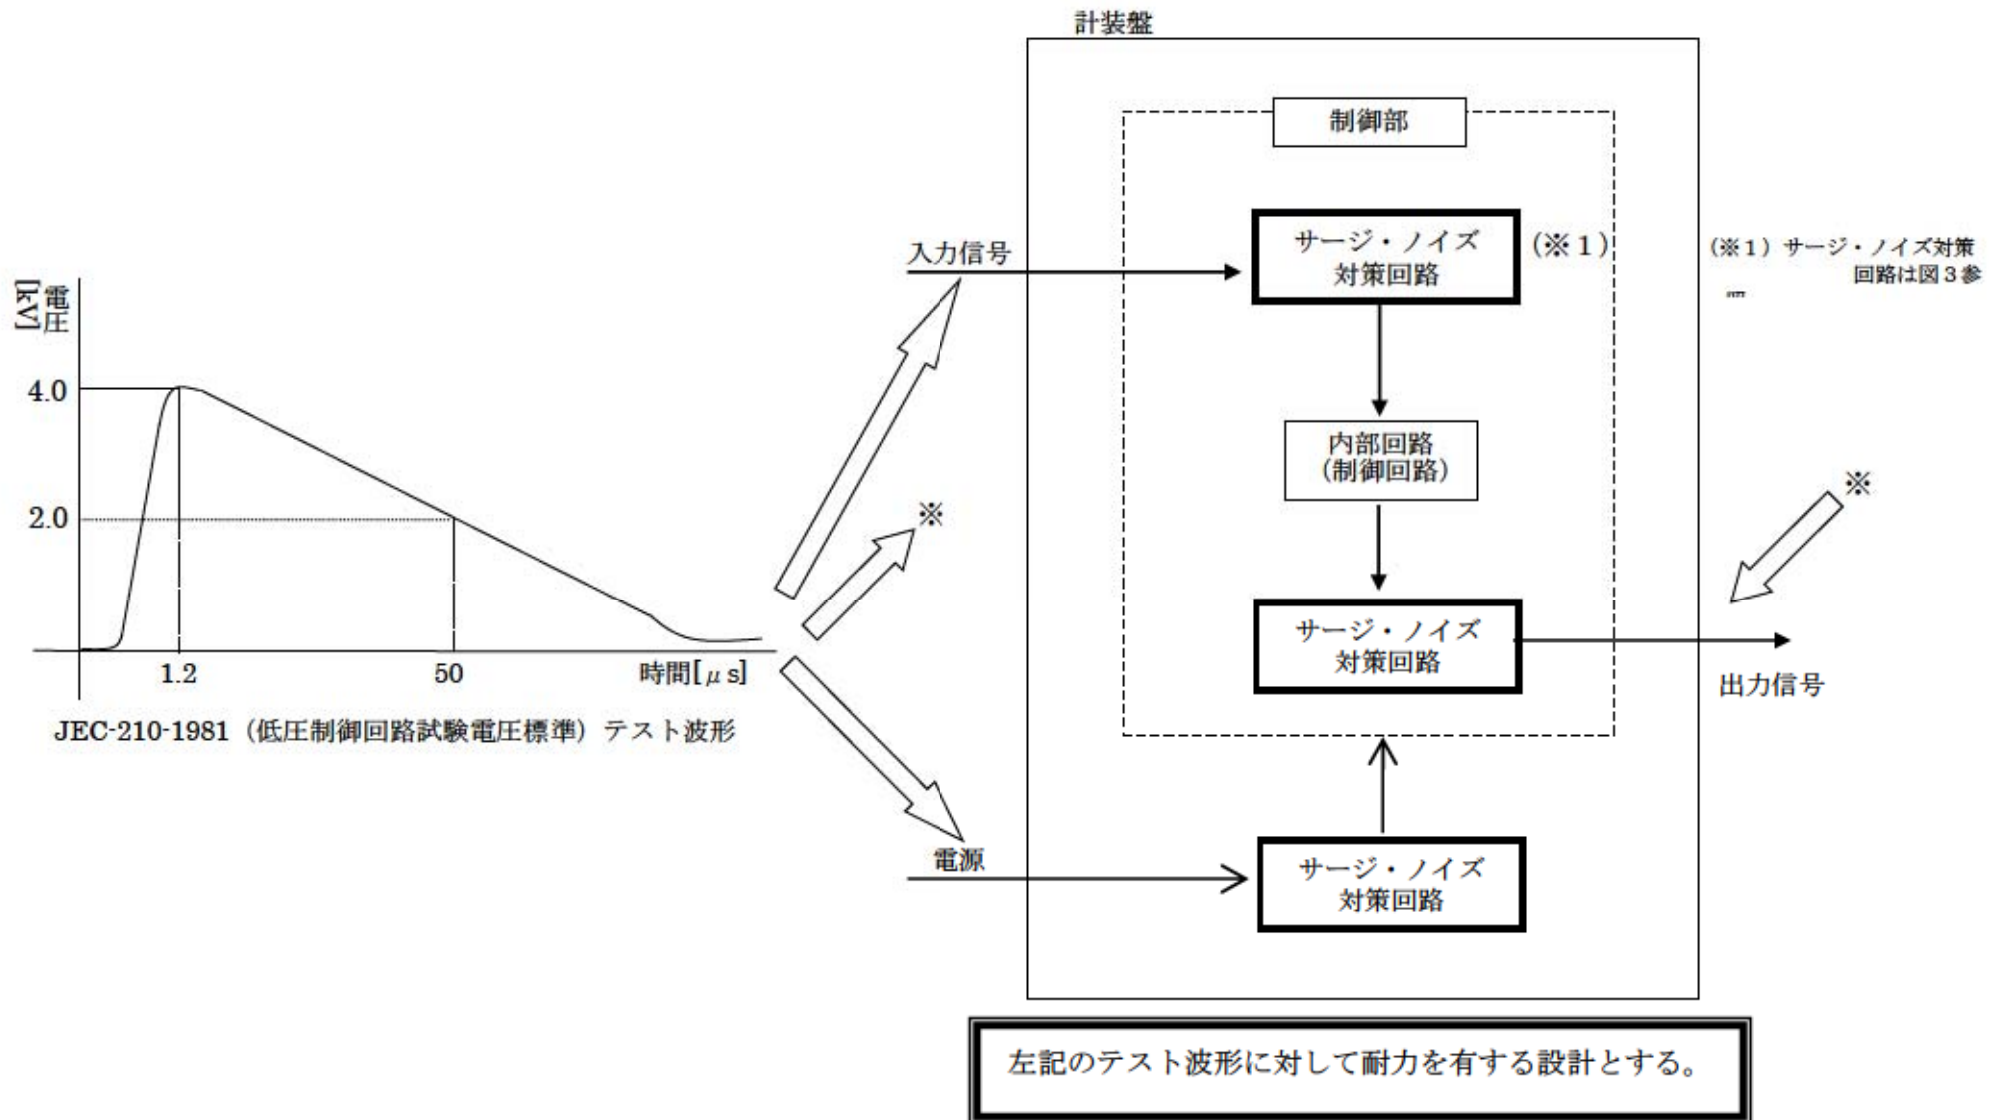 計装盤
制御部
サージ・ノイズ
対策回路
（※１）
（※１）サージ・ノイズ対策
回路は図３参
入力信号
電圧
[kV]
4.0
2.0
1.2
50
時間[μs]
JEC-210-1981（低圧制御回路試験電圧標準）テスト波形
※
内部回路
（制御回路）
※
サージ・ノイズ
対策回路
出力信号
電源
サージ・ノイズ
対策回路
左記のテスト波形に対して耐力を有する設計とする。